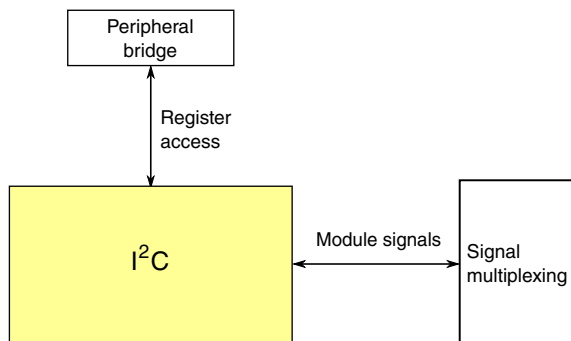 Peripheral
bridge
Register
access
I²C
Module signals
Signal
multiplexing